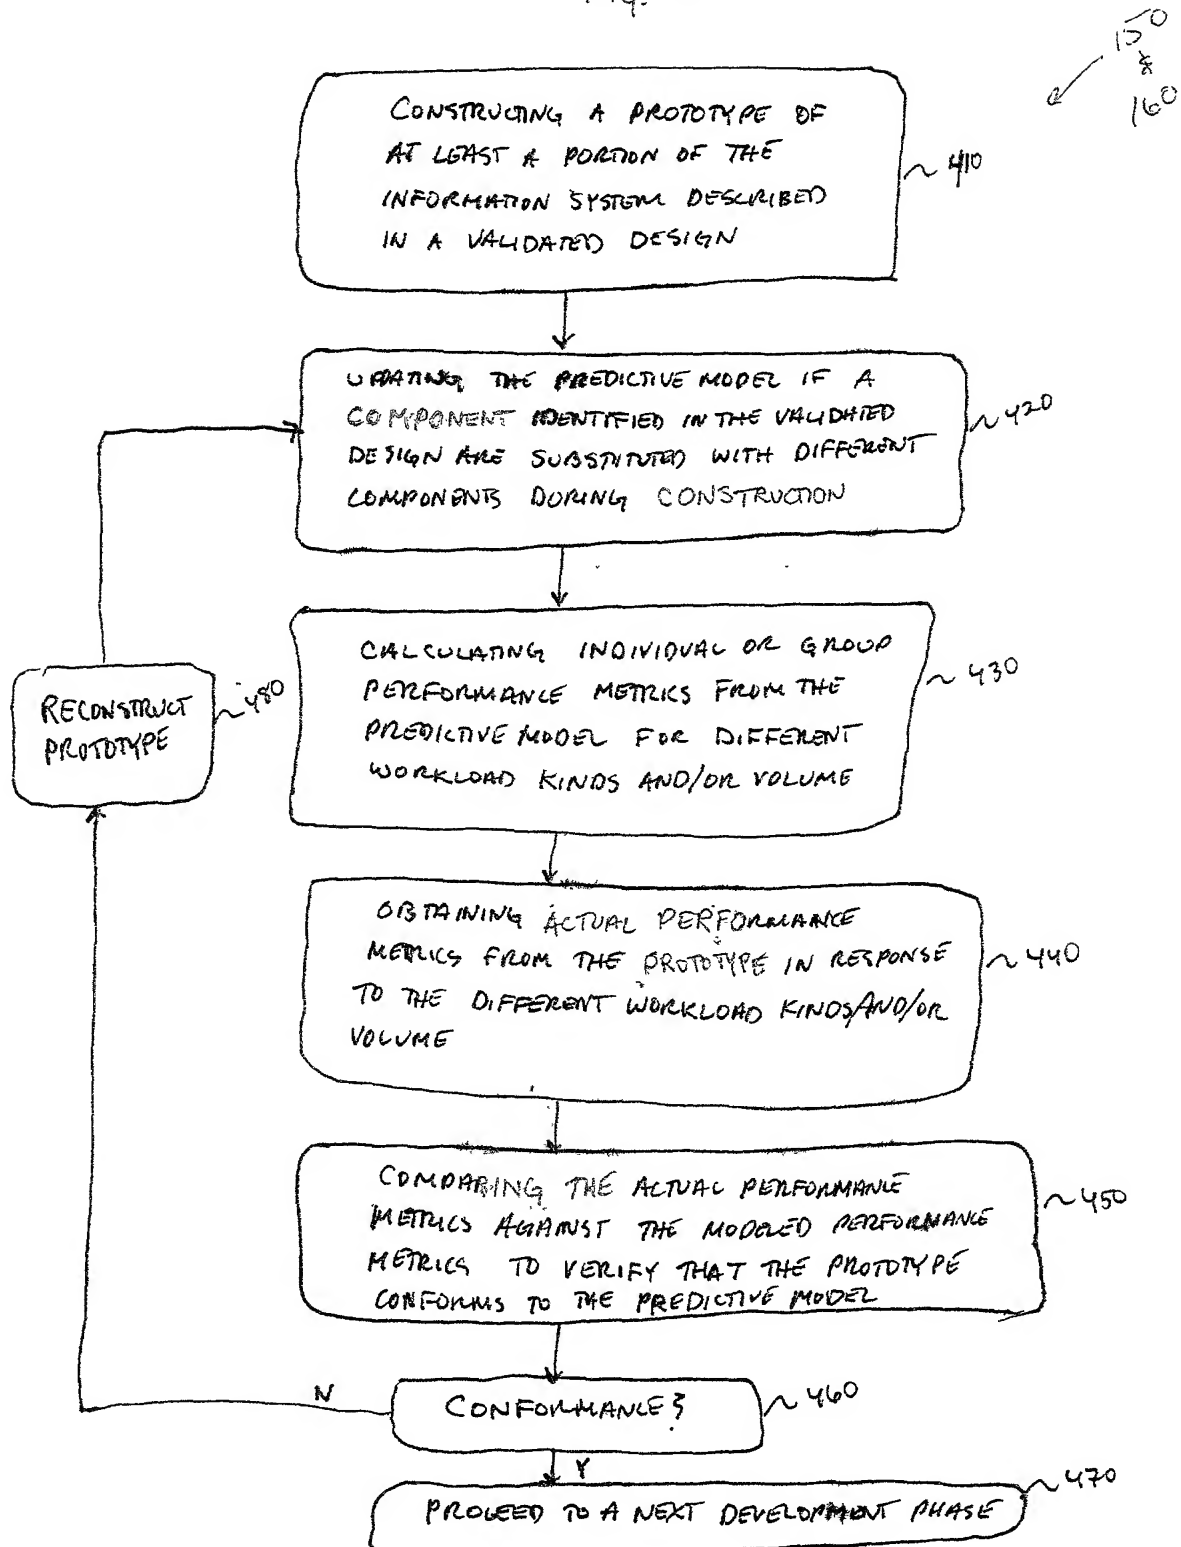 Fig.
150
&
160
CONSTRUCTING A PROTOTYPE OF
AT LEAST A PORTION OF THE
INFORMATION SYSTEM DESCRIBED
IN A VALIDATED DESIGN
410
UPDATING THE PREDICTIVE MODEL IF A
COMPONENT IDENTIFIED IN THE VALIDATED
DESIGN ARE SUBSTITUTED WITH DIFFERENT
COMPONENTS DURING CONSTRUCTION
420
CALCULATING INDIVIDUAL OR GROUP
PERFORMANCE METRICS FROM THE
PREDICTIVE MODEL FOR DIFFERENT
WORKLOAD KINDS AND/OR VOLUME
430
RECONSTRUCT
PROTOTYPE
480
OBTAINING ACTUAL PERFORMANCE
METRICS FROM THE PROTOTYPE IN RESPONSE
TO THE DIFFERENT WORKLOAD KINDS/AND/OR
VOLUME
440
COMPARING THE ACTUAL PERFORMANCE
METRICS AGAINST THE MODELED PERFORMANCE
METRICS TO VERIFY THAT THE PROTOTYPE
CONFORMS TO THE PREDICTIVE MODEL
450
N
CONFORMANCE?
460
Y
PROCEED TO A NEXT DEVELOPMENT PHASE
470